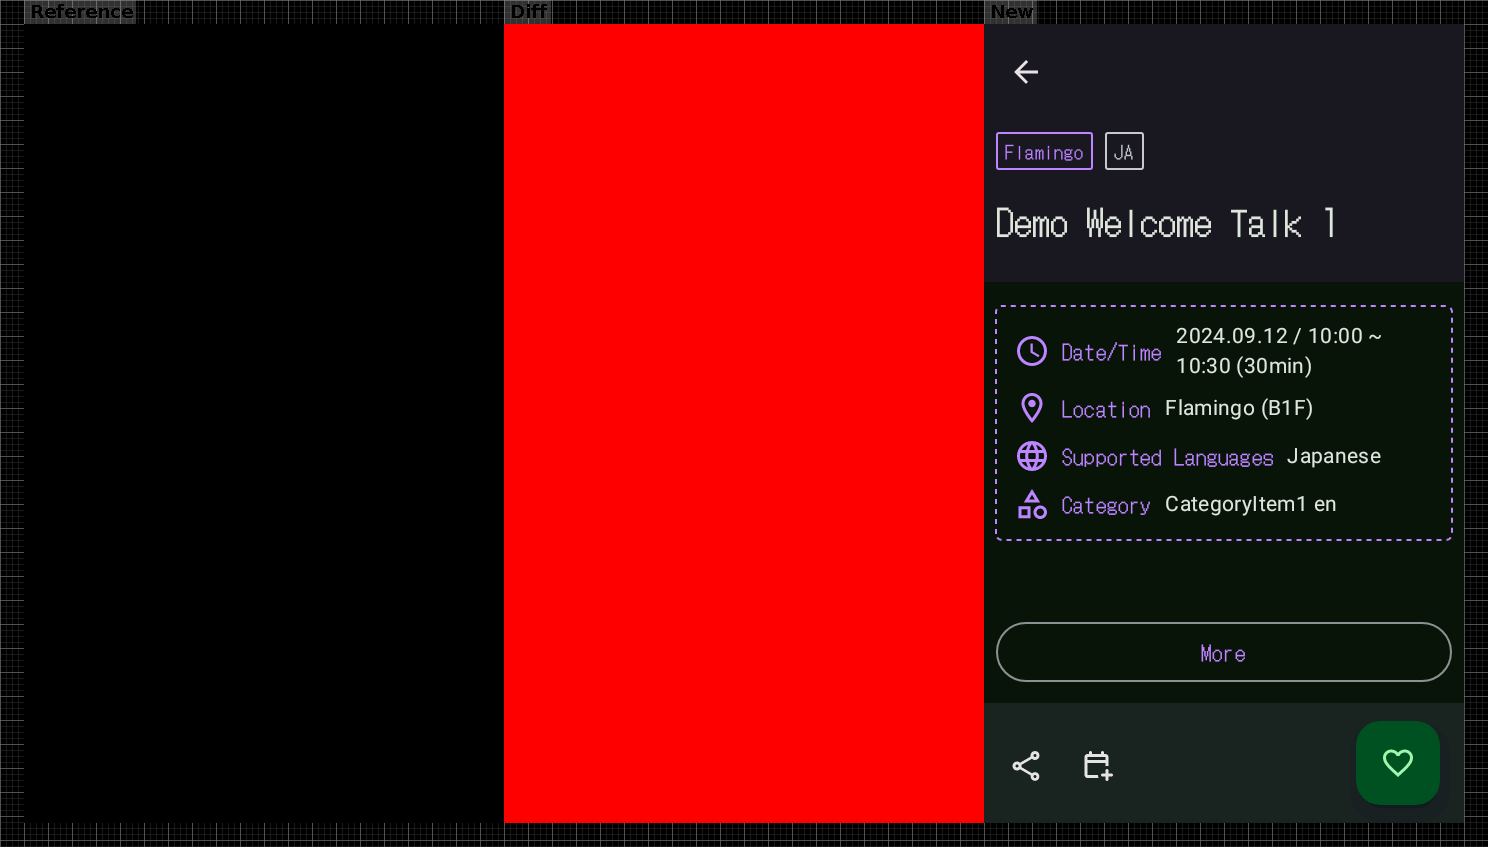 Reference
Diff
New
Flamingo
JA
Demo Welcome Talk 1
Date/Time
2024.09.12 / 10:00 ~
10:30 (30min)
Location
Flamingo (B1F)
Supported Languages
Japanese
Category
CategoryItem1 en
More